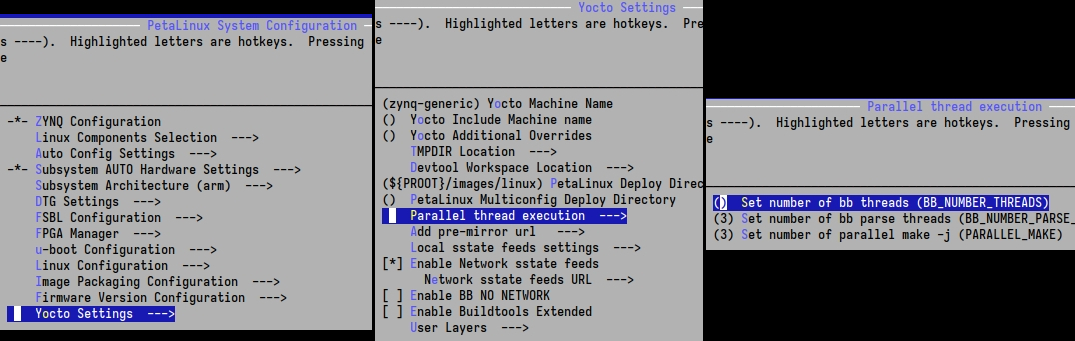 PetaLinux System Configuration
s ----).  Highlighted letters are hotkeys.  Pressing
e
-*- ZYNQ Configuration
Linux Components Selection  --->
Auto Config Settings  --->
-*- Subsystem AUTO Hardware Settings  --->
Subsystem Architecture (arm)  --->
DTG Settings  --->
FSBL Configuration  --->
FPGA Manager  --->
u-boot Configuration  --->
Linux Configuration  --->
Image Packaging Configuration  --->
Firmware Version Configuration  --->
Yocto Settings  --->
Yocto Settings
s ----).  Highlighted letters are hotkeys.  Pre
e
(zynq-generic) Yocto Machine Name
()  Yocto Include Machine name
()  Yocto Additional Overrides
TMPDIR Location  --->
Devtool Workspace Location  --->
(${PROOT}/images/linux) PetaLinux Deploy Direc
()  PetaLinux Multiconfig Deploy Directory
Parallel thread execution  --->
Add pre-mirror url  --->
Local sstate feeds settings  --->
[*] Enable Network sstate feeds
Network sstate feeds URL  --->
[ ] Enable BB NO NETWORK
[ ] Enable Buildtools Extended
User Layers  --->
Parallel thread execution
s ----).  Highlighted letters are hotkeys.  Pressing
e
()  Set number of bb threads (BB_NUMBER_THREADS)
(3) Set number of bb parse threads (BB_NUMBER_PARSE_
(3) Set number of parallel make -j (PARALLEL_MAKE)